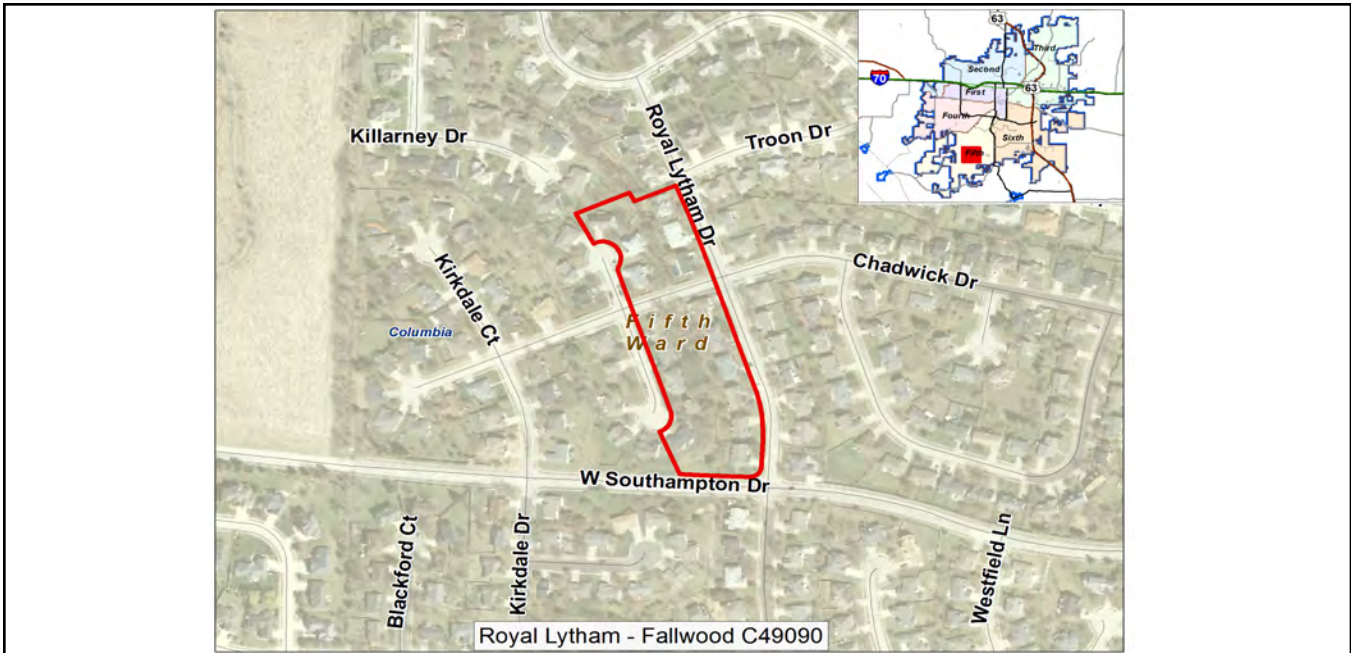 63
Third
Second
70
63
First
Fourth
Sixth
Fifth
Royal Lytham Dr
Troon Dr
Killarney Dr
Kirkdale Ct
Chadwick Dr
Columbia
Fifth
Ward
W Southampton Dr
Blackford Ct
Kirkdale Dr
Westfield Ln
Royal Lytham - Fallwood C49090